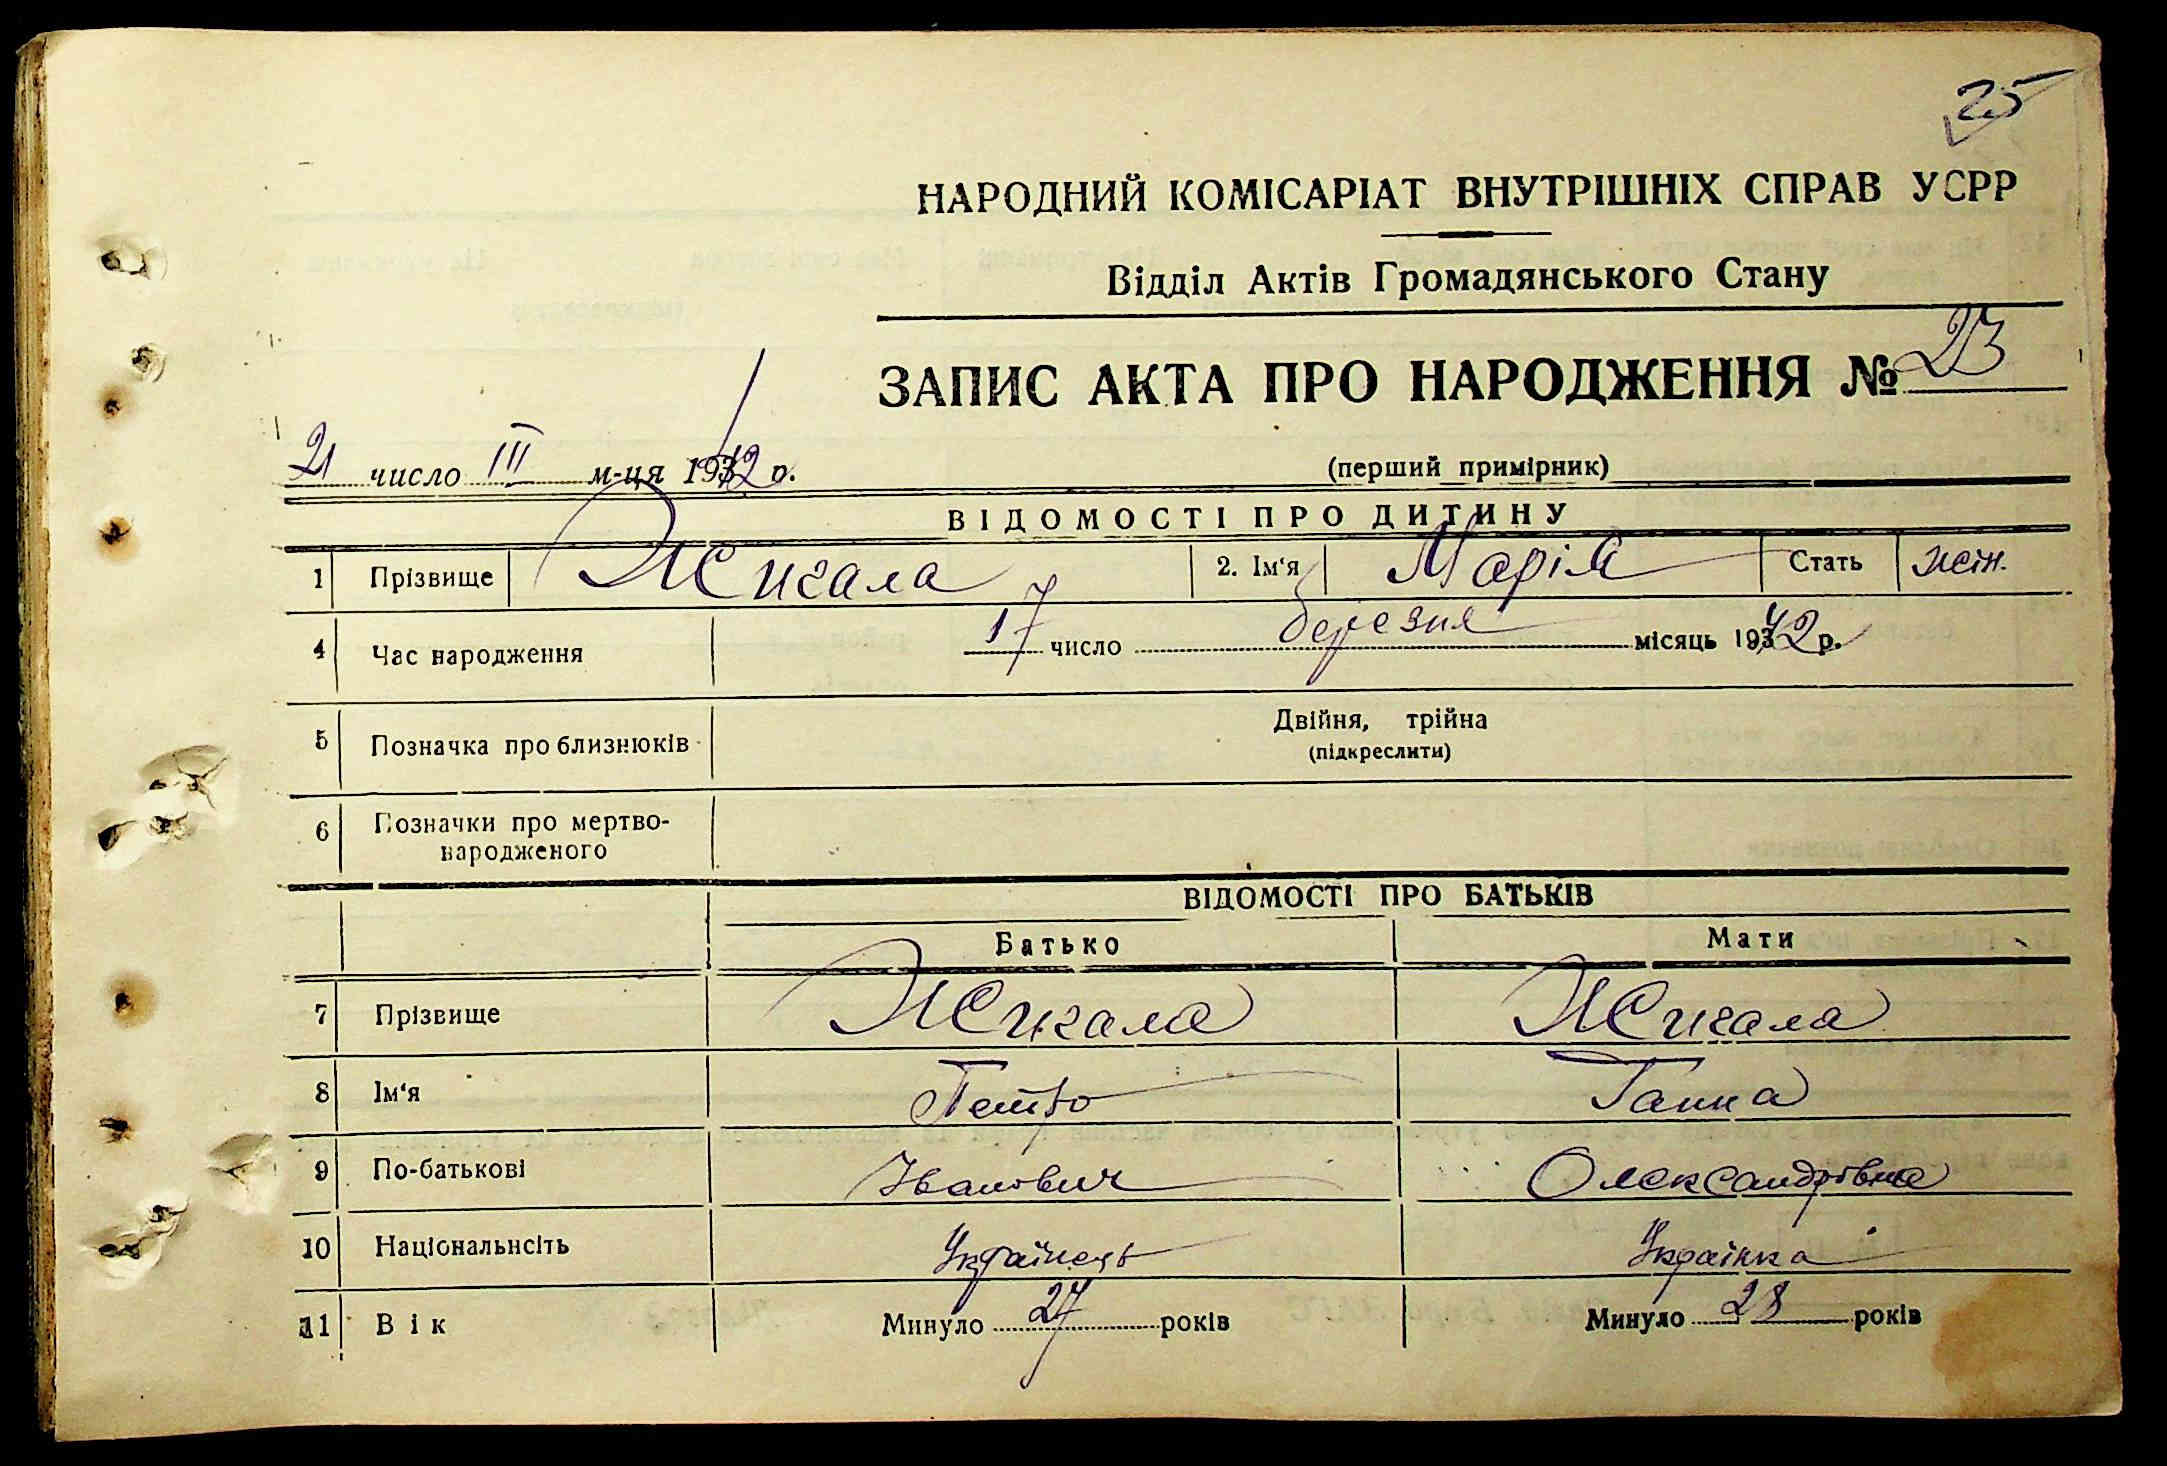 25
НАРОДНИЙ КОМІСАРІАТ ВНУТРІШНІХ СПРАВ УСРР
Відділ Актів Громадянського Стану
ЗАПИС АКТА ПРО НАРОДЖЕННЯ № 23
21 число III м-ця 1942 р.
(перший примірник)
ВІДОМОСТІ ПРО ДИТИНУ
1 Прізвище Жигала 2. Ім‘я Марія Стать жін.
4 Час народження 17 число березня місяць 1942 р.
5 Позначка про близнюків Двійня, трійна
(підкреслити)
6 Позначки про мертво-
народженого
ВІДОМОСТІ ПРО БАТЬКІВ
Батько Мати
7 Прізвище Жигала Жигала
8 Ім‘я Петро Ганна
9 По-батькові Іванович Олександрівна
10 Національнсіть Українець Українка
11 Вік Минуло 27 років Минуло 28 років